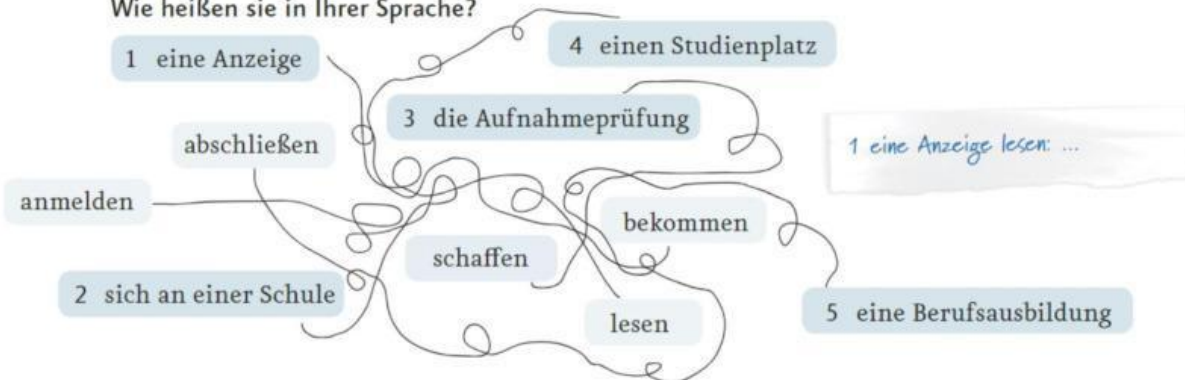 Wie heißen sie in Ihrer Sprache?
1 eine Anzeige
4 einen Studienplatz
3 die Aufnahmeprüfung
abschließen
1 eine Anzeige lesen: ...
anmelden
bekommen
schaffen
2 sich an einer Schule
lesen
5 eine Berufsausbildung